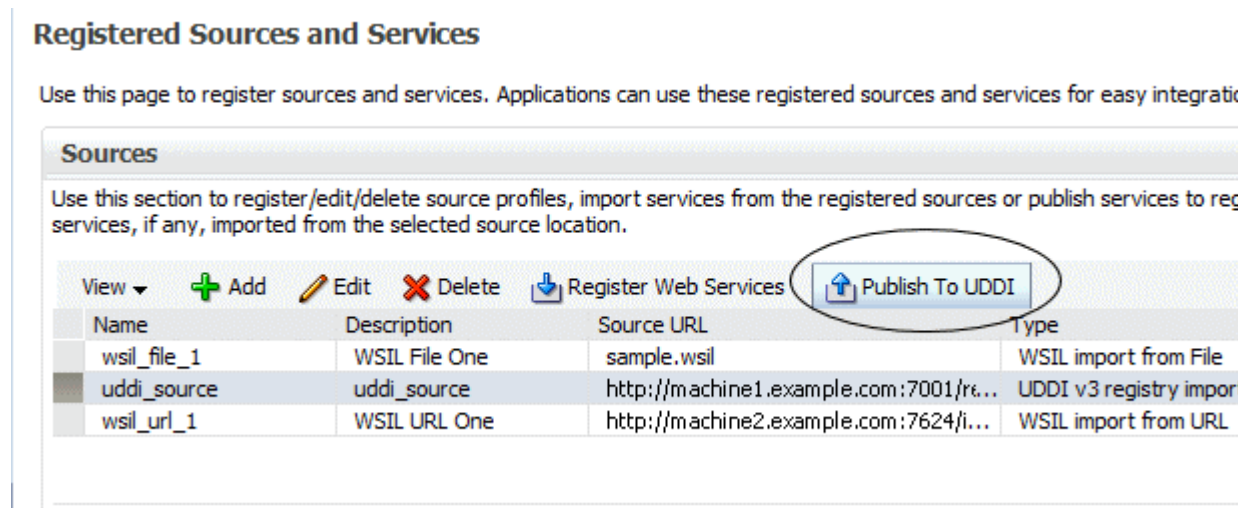 Registered Sources and Services
Use this page to register sources and services. Applications can use these registered sources and services for easy
Sources
Use this section to register/edit/delete source profiles, import services from the registered sources or publish services to
services, if any, imported from the selected source location.
View Add Edit Delete Register Web Services Publish To UDDI
Name Description Source URL Type
wsil_file_1 WSIL File One sample.wsil WSIL import from File
uddi_source uddi_source http://machine1.example.com:7001/re... UDDI v3 registry impor
wsil_url_1 WSIL URL One http://machine2.example.com:7624/i... WSIL import from URL